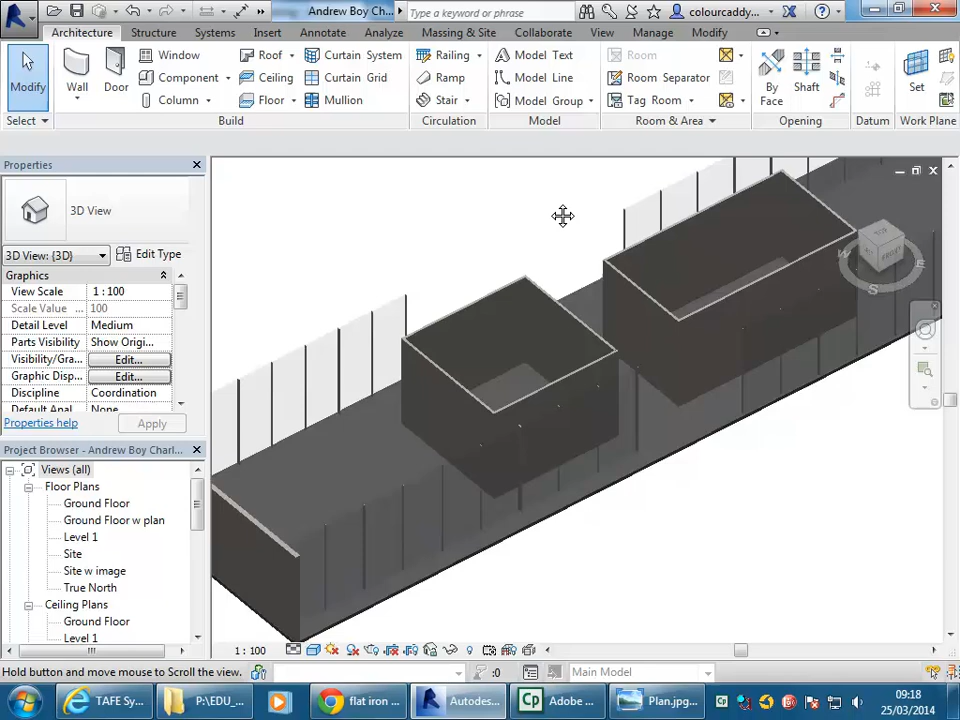 Andrew Boy Ch...
Type a keyword or phrase
colourcaddy...
Architecture Structure Systems Insert Annotate Analyze Massing & Site Collaborate View Manage Modify
Modify
Wall
Door
Window
Component
Column
Roof
Ceiling
Floor
Curtain System
Curtain Grid
Mullion
Railing
Ramp
Stair
Model Text
Model Line
Model Group
Room
Room Separator
Tag Room
By
Face
Shaft
Set
Select
Build
Circulation
Model
Room & Area
Opening
Datum
Work Plane
Properties
3D View
3D View: {3D}
Edit Type
Graphics
View Scale 1 : 100
Scale Value 100
Detail Level Medium
Parts Visibility Show Origi...
Visibility/Gra... Edit...
Graphic Disp... Edit...
Discipline Coordination
Default Anal... None
Properties help
Apply
Project Browser - Andrew Boy Charl...
Views (all)
Floor Plans
Ground Floor
Ground Floor w plan
Level 1
Site
Site w image
True North
Ceiling Plans
Ground Floor
Level 1
TOP
FRONT
W
S
E
1 : 100
Hold button and move mouse to Scroll the view.
:0
Main Model
TAFE Sy...
P:\EDU_...
flat iron ...
Autodes...
Adobe ...
Plan.jpg...
09:18
25/03/2014